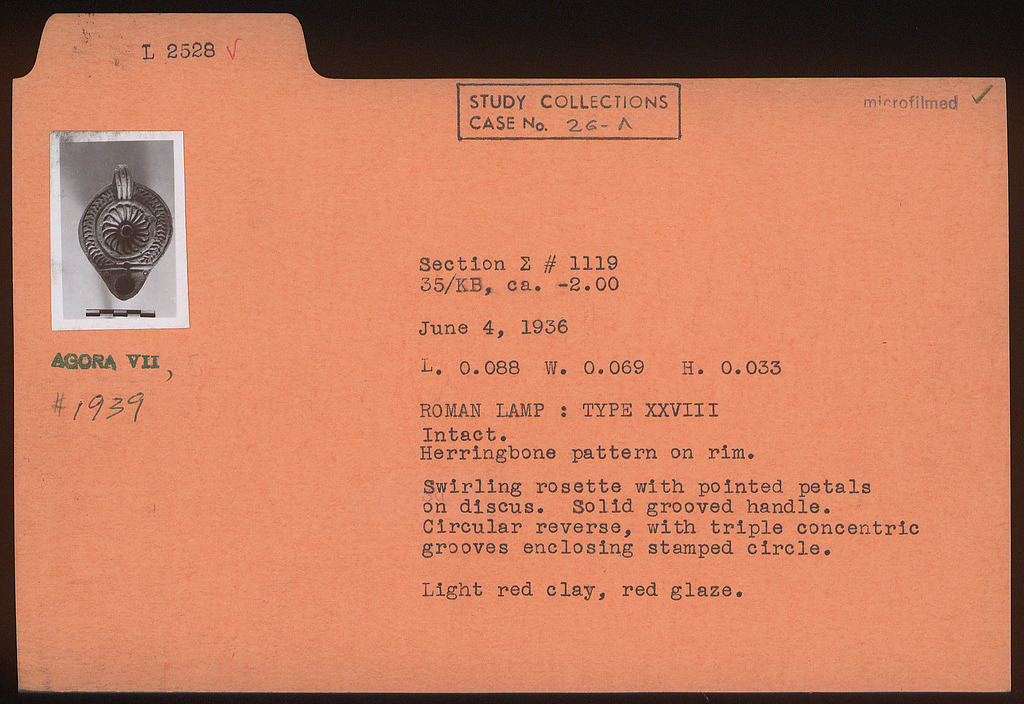 L 2528 √
STUDY COLLECTIONS
CASE No. 26-Λ
microfilmed ✓
AGORA VII,
#1939
Section Σ # 1119
35/KB, ca. -2.00
June 4, 1936
L. 0.088 W. 0.069 H. 0.033
ROMAN LAMP : TYPE XXVIII
Intact.
Herringbone pattern on rim.
Swirling rosette with pointed petals
on discus. Solid grooved handle.
Circular reverse, with triple concentric
grooves enclosing stamped circle.
Light red clay, red glaze.